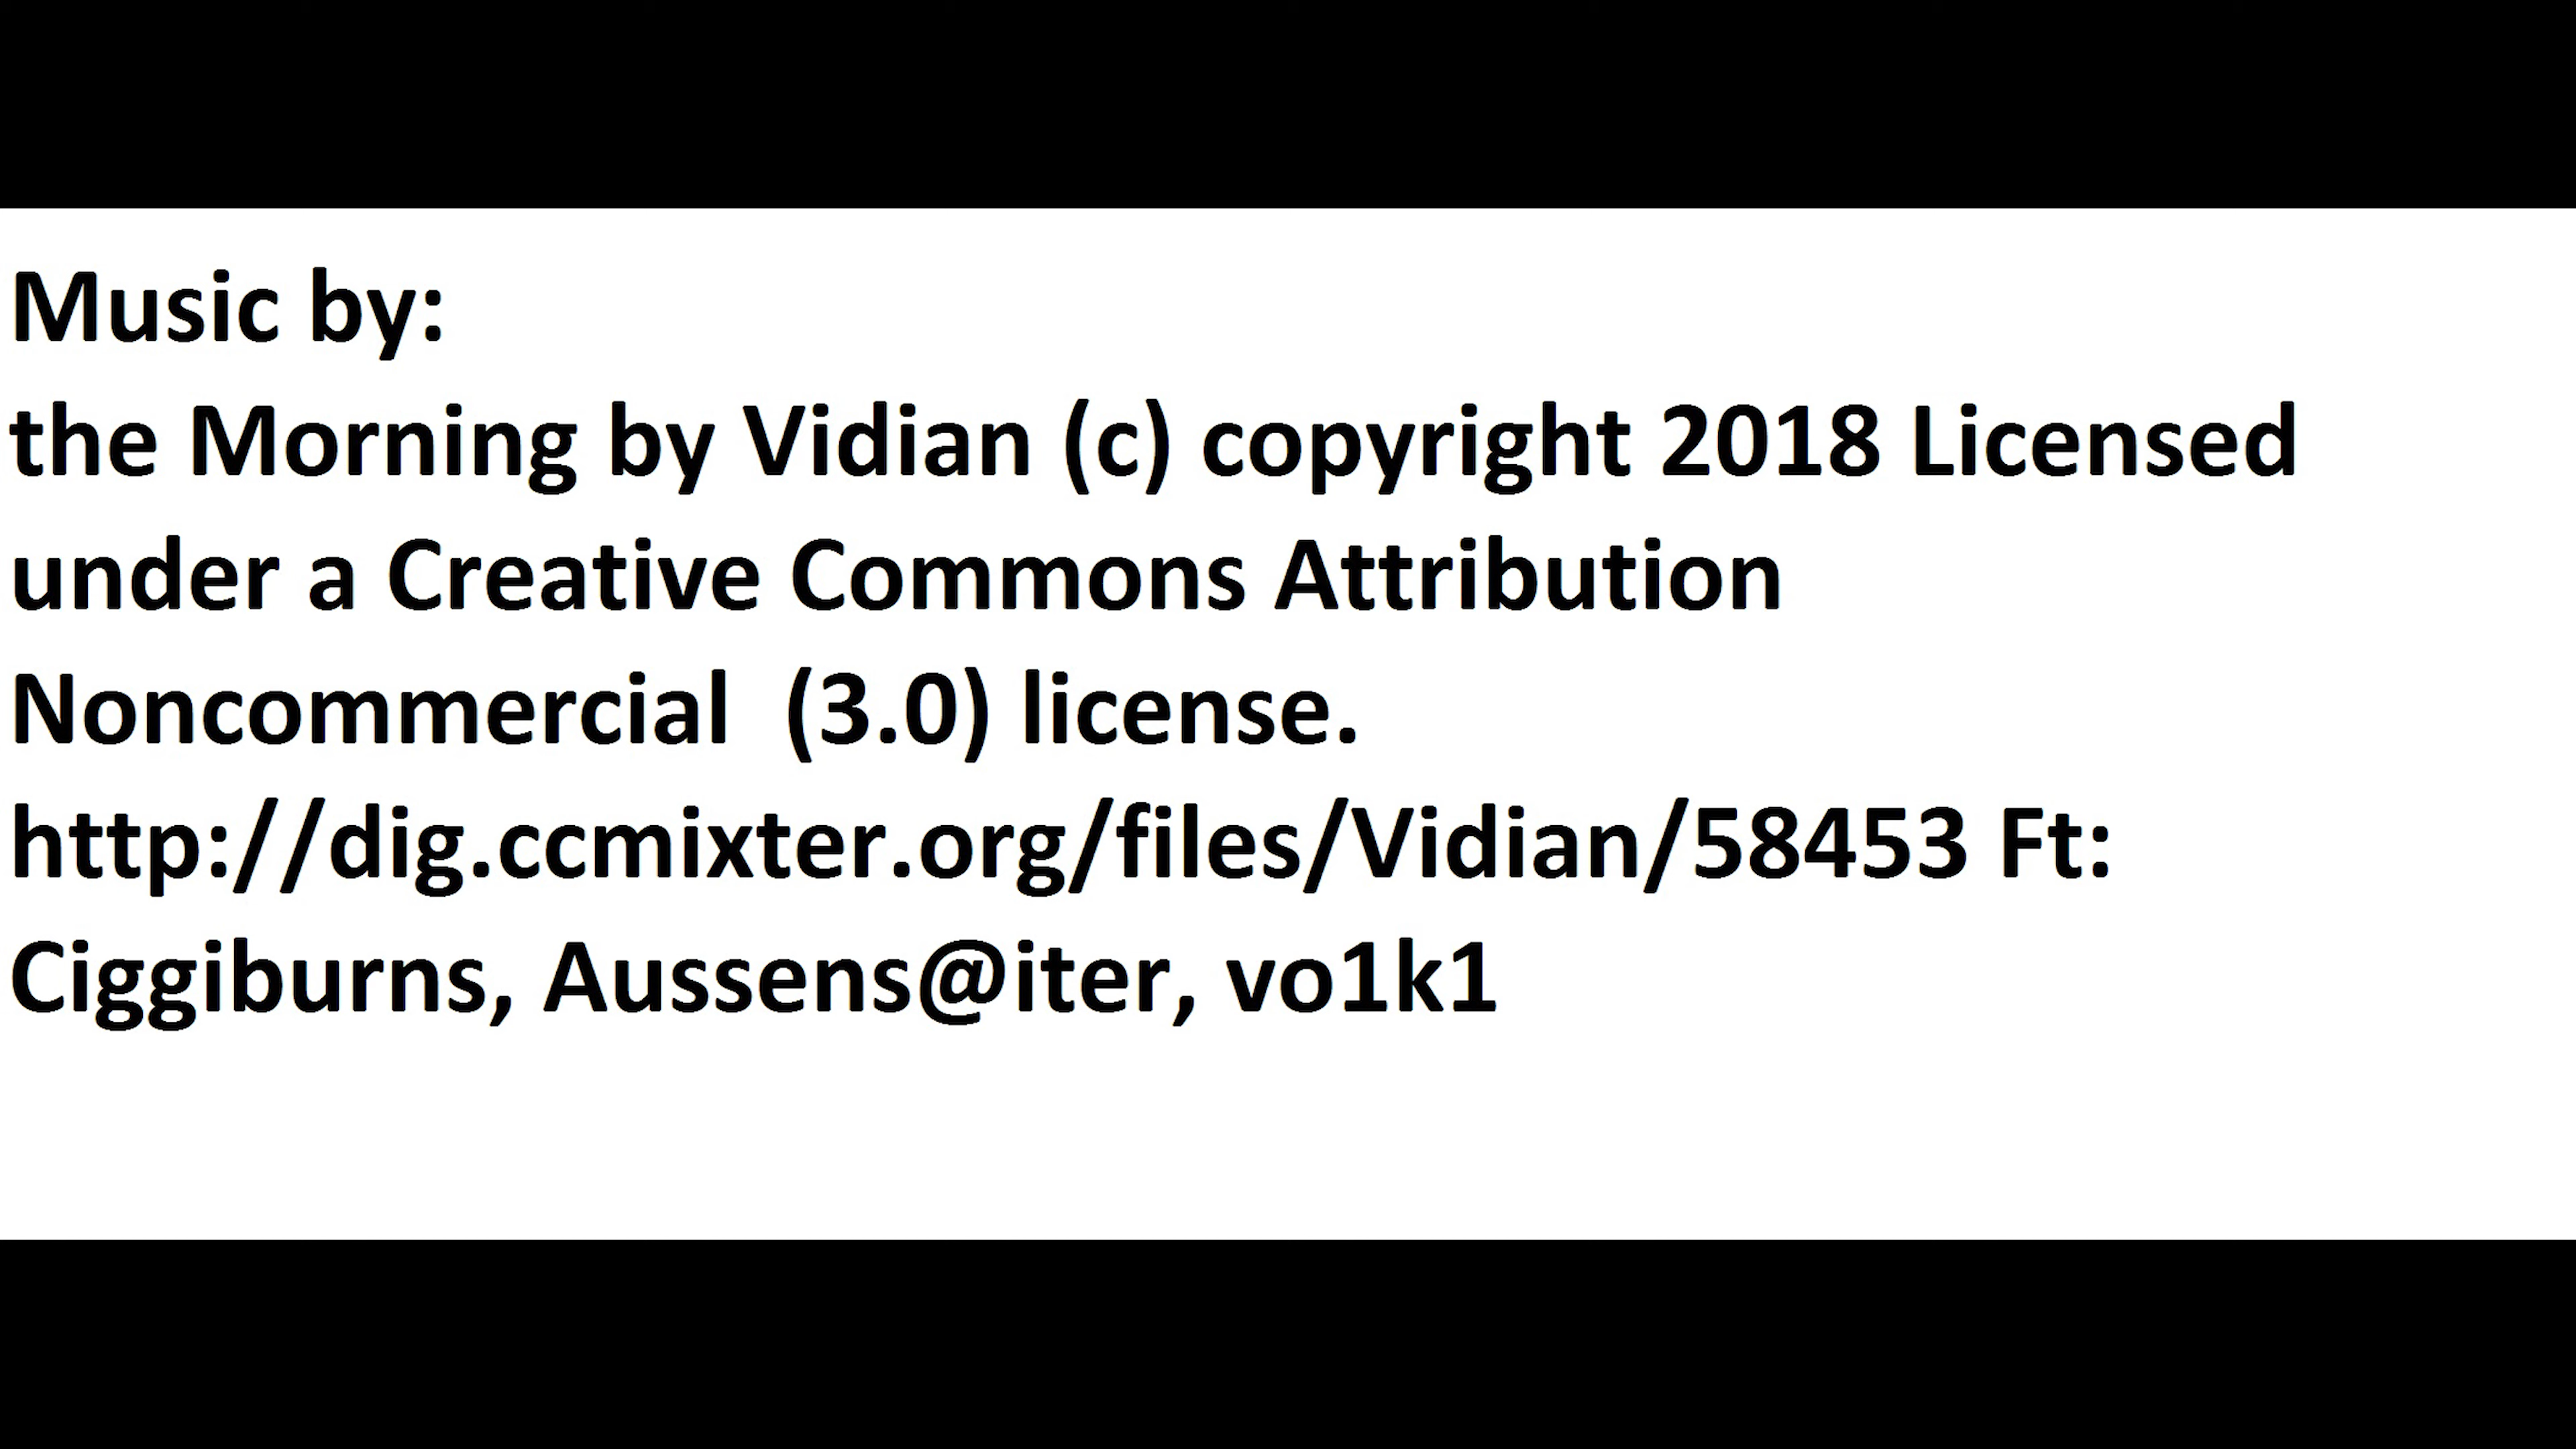 Music by:
the Morning by Vidian (c) copyright 2018 Licensed
under a Creative Commons Attribution
Noncommercial  (3.0) license.
http://dig.ccmixter.org/files/Vidian/58453 Ft:
Ciggiburns, Aussens@iter, vo1k1